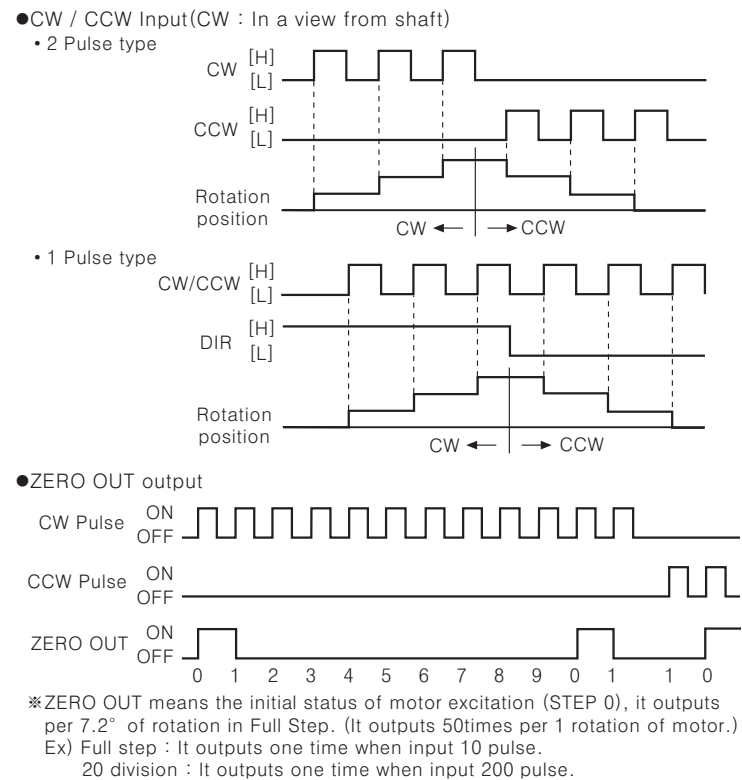 ●CW / CCW Input(CW : In a view from shaft)
• 2 Pulse type
CW [H]
[L]
CCW [H]
[L]
Rotation
position
CW CCW
• 1 Pulse type
CW/CCW [H]
[L]
DIR [H]
[L]
Rotation
position
CW CCW
●ZERO OUT output
CW Pulse ON
OFF
CCW Pulse ON
OFF
ZERO OUT ON
OFF
0 1 2 3 4 5 6 7 8 9 0 1 1 0
※ZERO OUT means the initial status of motor excitation (STEP 0), it outputs
per 7.2° of rotation in Full Step. (It outputs 50times per 1 rotation of motor.)
Ex) Full step : It outputs one time when input 10 pulse.
20 division : It outputs one time when input 200 pulse.